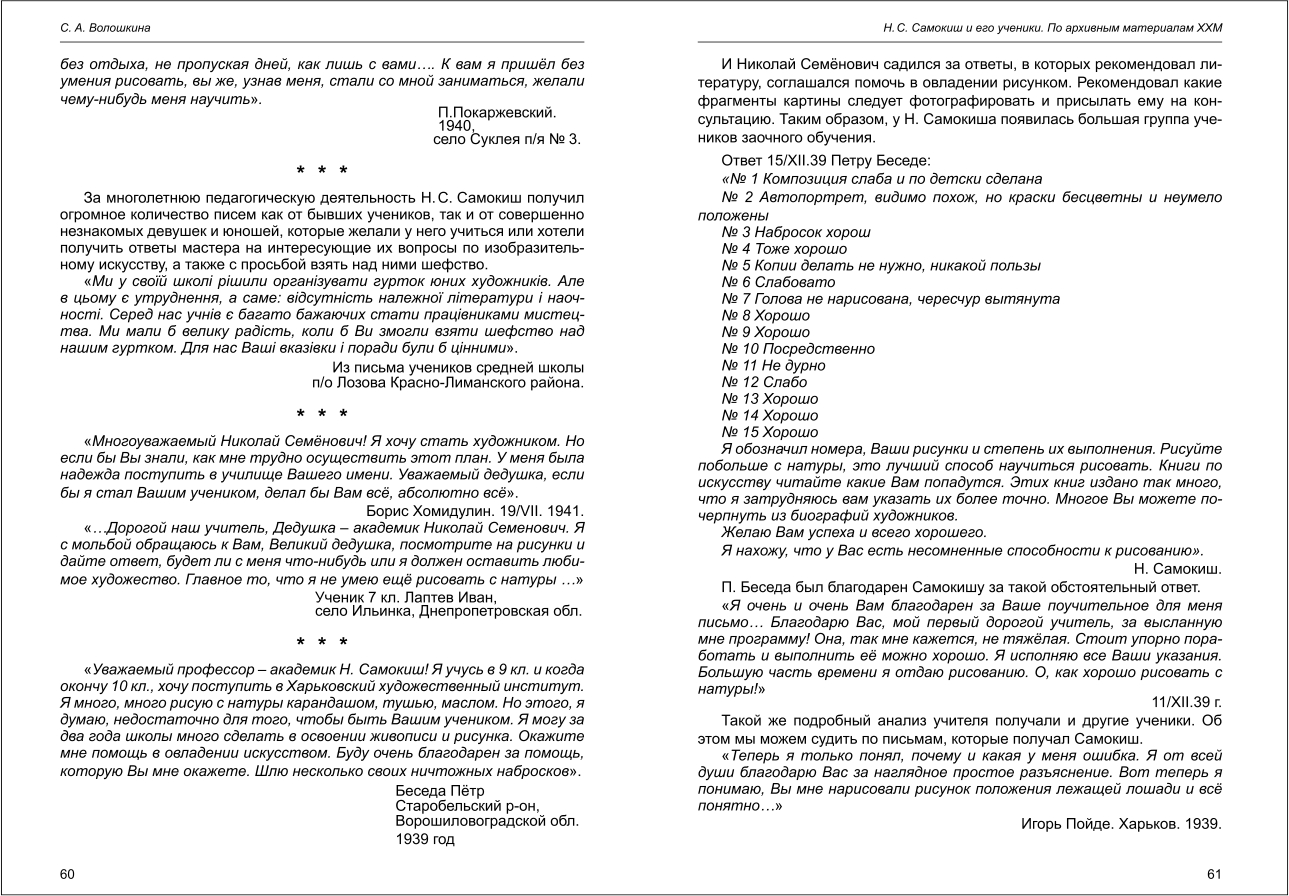 С. А. Волошкина
без отдыха, не пропуская дней, как лишь с вами…. К вам я пришёл без
умения рисовать, вы же, узнав меня, стали со мной заниматься, желали
чему-нибудь меня научить».
П.Покаржевский.
1940,
село Суклея п/я № 3.
* * *
За многолетнюю педагогическую деятельность Н. С. Самокиш получил
огромное количество писем как от бывших учеников, так и от совершенно
незнакомых девушек и юношей, которые желали у него учиться или хотели
получить ответы мастера на интересующие их вопросы по изобразитель-
ному искусству, а также с просьбой взять над ними шефство.
«Ми у своїй школі рішили організувати гурток юних художників. Але
в цьому є утруднення, а саме: відсутність належної літератури і наоч-
ності. Серед нас учнів є багато бажаючих стати працівниками мистец-
тва. Ми мали б велику радість, коли б Ви змогли взяти шефство над
нашим гуртком. Для нас Ваші вказівки і поради були б цінними».
Из письма учеников средней школы
п/о Лозова Красно-Лиманского района.
* * *
«Многоуважаемый Николай Семёнович! Я хочу стать художником. Но
если бы Вы знали, как мне трудно осуществить этот план. У меня была
надежда поступить в училище Вашего имени. Уважаемый дедушка, если
бы я стал Вашим учеником, делал бы Вам всё, абсолютно всё».
Борис Хомидулин. 19/VII. 1941.
«…Дорогой наш учитель, Дедушка – академик Николай Семенович. Я
с мольбой обращаюсь к Вам, Великий дедушка, посмотрите на рисунки и
дайте ответ, будет ли с меня что-нибудь или я должен оставить люби-
мое художество. Главное то, что я не умею ещё рисовать с натуры …»
Ученик 7 кл. Лаптев Иван,
село Ильинка, Днепропетровская обл.
* * *
«Уважаемый профессор – академик Н. Самокиш! Я учусь в 9 кл. и когда
окончу 10 кл., хочу поступить в Харьковский художественный институт.
Я много, много рисую с натуры карандашом, тушью, маслом. Но этого, я
думаю, недостаточно для того, чтобы быть Вашим учеником. Я могу за
два года школы много сделать в освоении живописи и рисунка. Окажите
мне помощь в овладении искусством. Буду очень благодарен за помощь,
которую Вы мне окажете. Шлю несколько своих ничтожных набросков».
Беседа Пётр
Старобельский р-он,
Ворошиловоградской обл.
1939 год
60
Н. С. Самокиш и его ученики. По архивным материалам ХХМ
И Николай Семёнович садился за ответы, в которых рекомендовал ли-
тературу, соглашался помочь в овладении рисунком. Рекомендовал какие
фрагменты картины следует фотографировать и присылать ему на кон-
сультацию. Таким образом, у Н. Самокиша появилась большая группа уче-
ников заочного обучения.
Ответ 15/XII.39 Петру Беседе:
«№ 1 Композиция слаба и по детски сделана
№ 2 Автопортрет, видимо похож, но краски бесцветны и неумело
положены
№ 3 Набросок хорош
№ 4 Тоже хорошо
№ 5 Копии делать не нужно, никакой пользы
№ 6 Слабовато
№ 7 Голова не нарисована, чересчур вытянута
№ 8 Хорошо
№ 9 Хорошо
№ 10 Посредственно
№ 11 Не дурно
№ 12 Слабо
№ 13 Хорошо
№ 14 Хорошо
№ 15 Хорошо
Я обозначил номера, Ваши рисунки и степень их выполнения. Рисуйте
побольше с натуры, это лучший способ научиться рисовать. Книги по
искусству читайте какие Вам попадутся. Этих книг издано так много,
что я затрудняюсь вам указать их более точно. Многое Вы можете по-
черпнуть из биографий художников.
Желаю Вам успеха и всего хорошего.
Я нахожу, что у Вас есть несомненные способности к рисованию».
Н. Самокиш.
П. Беседа был благодарен Самокишу за такой обстоятельный ответ.
«Я очень и очень Вам благодарен за Ваше поучительное для меня
письмо… Благодарю Вас, мой первый дорогой учитель, за высланную
мне программу! Она, так мне кажется, не тяжёлая. Стоит упорно пора-
ботать и выполнить её можно хорошо. Я исполняю все Ваши указания.
Большую часть времени я отдаю рисованию. О, как хорошо рисовать с
натуры!»
11/XII.39 г.
Такой же подробный анализ учителя получали и другие ученики. Об
этом мы можем судить по письмам, которые получал Самокиш.
«Теперь я только понял, почему и какая у меня ошибка. Я от всей
души благодарю Вас за наглядное простое разъяснение. Вот теперь я
понимаю, Вы мне нарисовали рисунок положения лежащей лошади и всё
понятно…»
Игорь Пойде. Харьков. 1939.
61